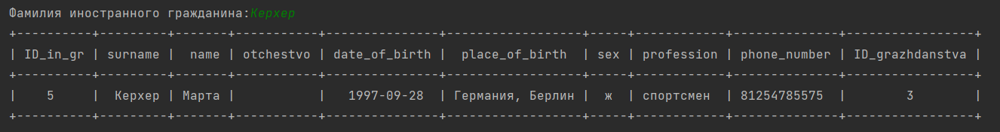 Фамилия иностранного гражданина:Керхер
+----------+---------+-------+-----------+---------------+------------------+-----+------------+--------------+-----------------+
| ID_in_gr | surname |  name | otchestvo | date_of_birth |  place_of_birth  | sex | profession | phone_number | ID_grazhdanstva |
+----------+---------+-------+-----------+---------------+------------------+-----+------------+--------------+-----------------+
|    5     |  Керхер | Марта |           |   1997-09-28  | Германия, Берлин |  ж  | спортсмен  | 81254785575  |        3        |
+----------+---------+-------+-----------+---------------+------------------+-----+------------+--------------+-----------------+